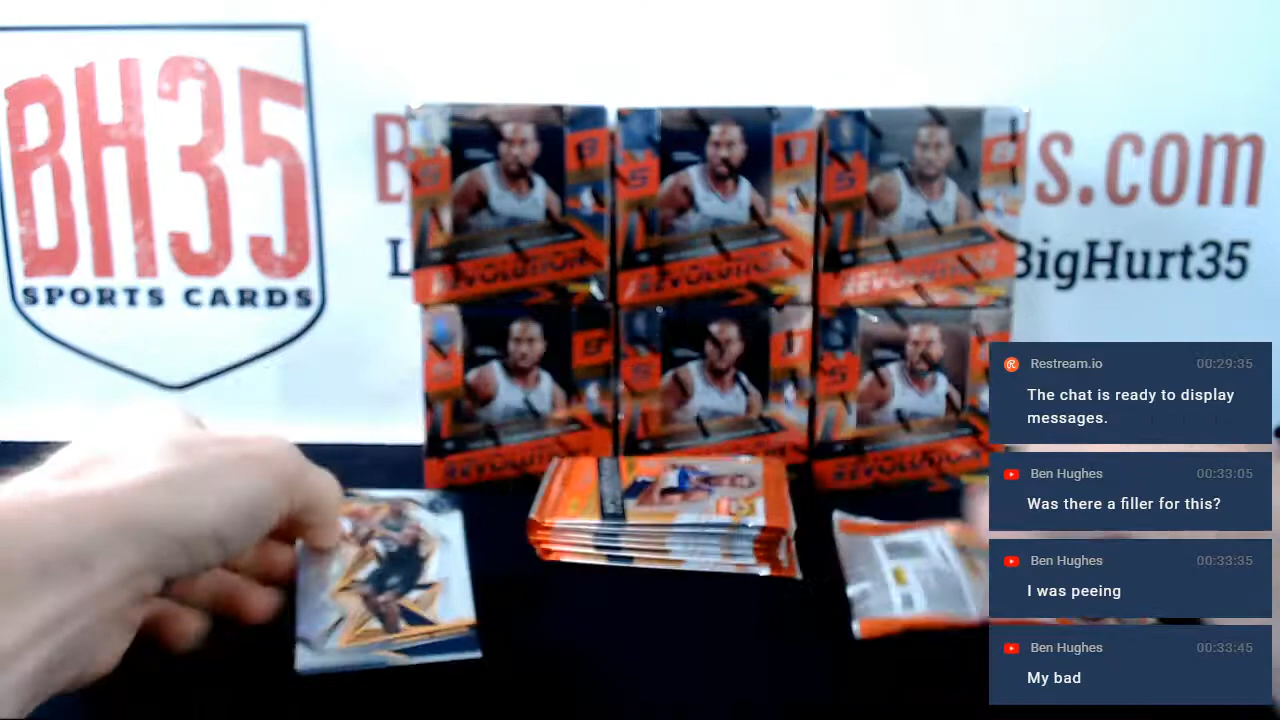 BH35
SPORTS CARDS
s.com
BigHurt35
REVOLUTION
REVOLUTION
REVOLUTION
REVOLUTION
REVOLUTION
Restream.io 00:29:35
The chat is ready to display
messages.
Ben Hughes 00:33:05
Was there a filler for this?
Ben Hughes 00:33:35
I was peeing
Ben Hughes 00:33:45
My bad